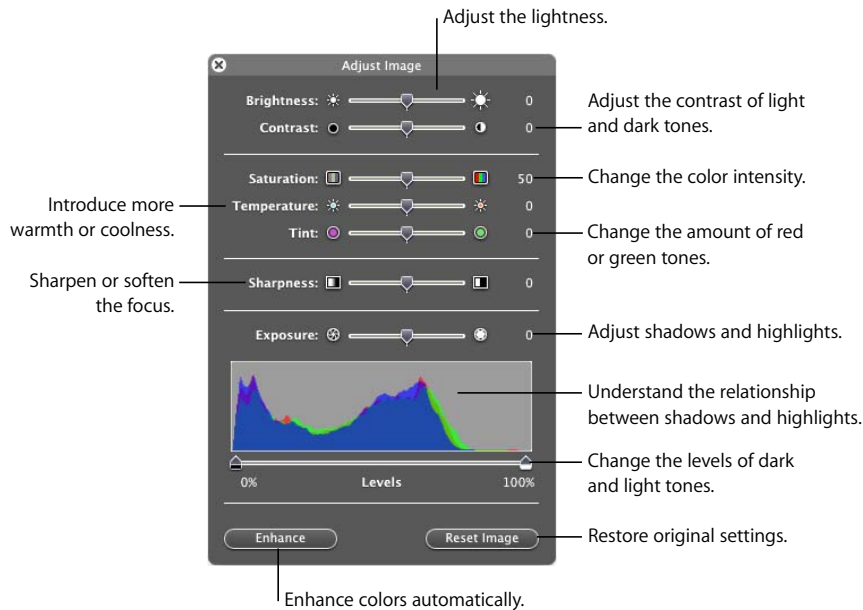 Adjust the lightness.
Adjust Image
Brightness: 0
Contrast: 0
Adjust the contrast of light
and dark tones.
Saturation: 50
Change the color intensity.
Introduce more
warmth or coolness.
Temperature: 0
Tint: 0
Change the amount of red
or green tones.
Sharpen or soften
the focus.
Sharpness: 0
Exposure: 0
Adjust shadows and highlights.
Understand the relationship
between shadows and highlights.
Change the levels of dark
and light tones.
0% Levels 100%
Enhance Reset Image
Restore original settings.
Enhance colors automatically.